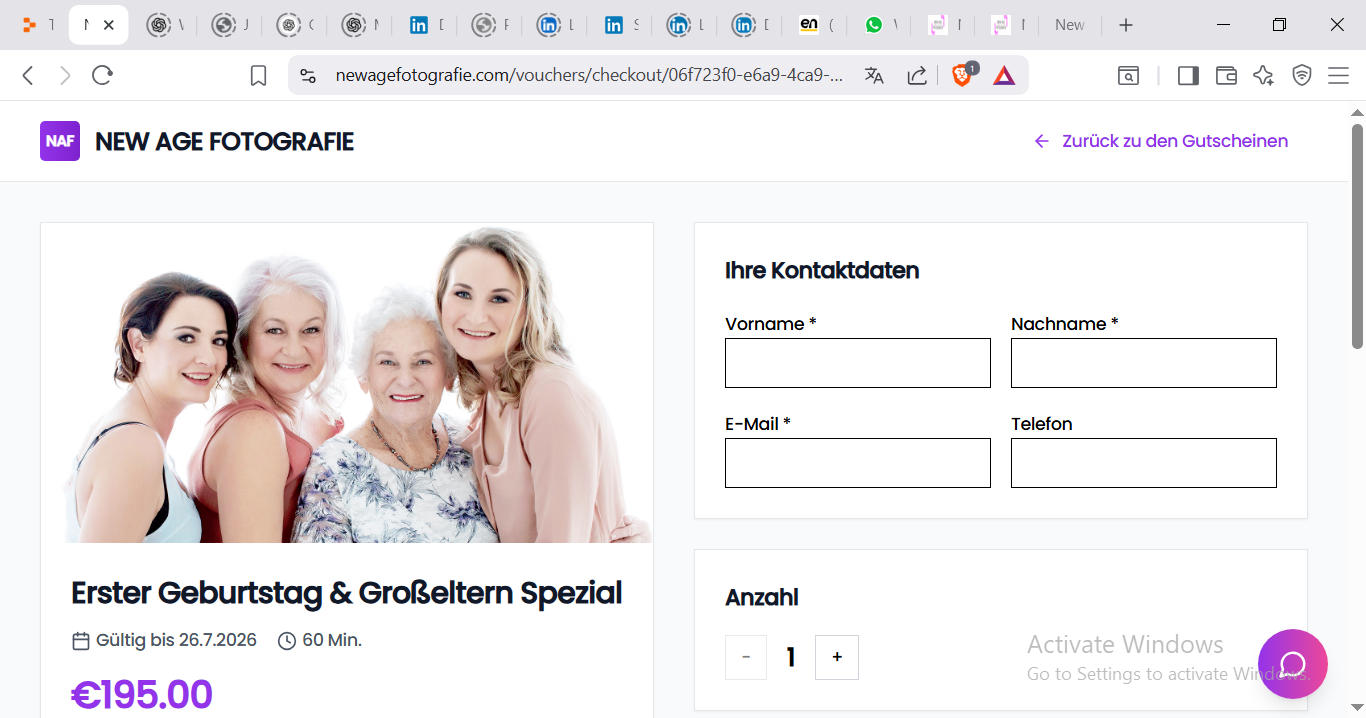 New
newagefotografie.com/vouchers/checkout/06f723f0-e6a9-4ca9-...
1
NAF
NEW AGE FOTOGRAFIE
Zurück zu den Gutscheinen
Erster Geburtstag & Großeltern Spezial
Gültig bis 26.7.2026
60 Min.
€195.00
Ihre Kontaktdaten
Vorname *
Nachname *
E-Mail *
Telefon
Anzahl
- 1 +
Activate Windows
Go to Settings to activate Windows.